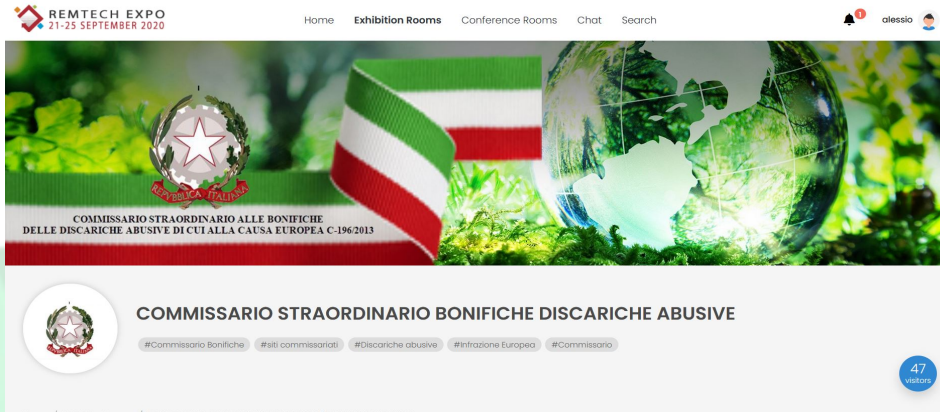 REMTECH EXPO
21-25 SEPTEMBER 2020
Home Exhibition Rooms Conference Rooms Chat Search
1
alessio
REPVBBLICA ITALIANA
COMMISSARIO STRAORDINARIO ALLE BONIFICHE
DELLE DISCARICHE ABUSIVE DI CUI ALLA CAUSA EUROPEA C-196/2013
COMMISSARIO STRAORDINARIO BONIFICHE DISCARICHE ABUSIVE
#Commissario Bonifiche #siti commissariati #Discariche abusive #Infrazione Europea #Commissario
47
visitors